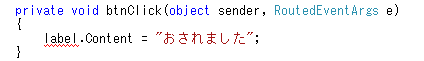 private void btnClick(object sender, RoutedEventArgs e)
{
label.Content = "おされました";
}